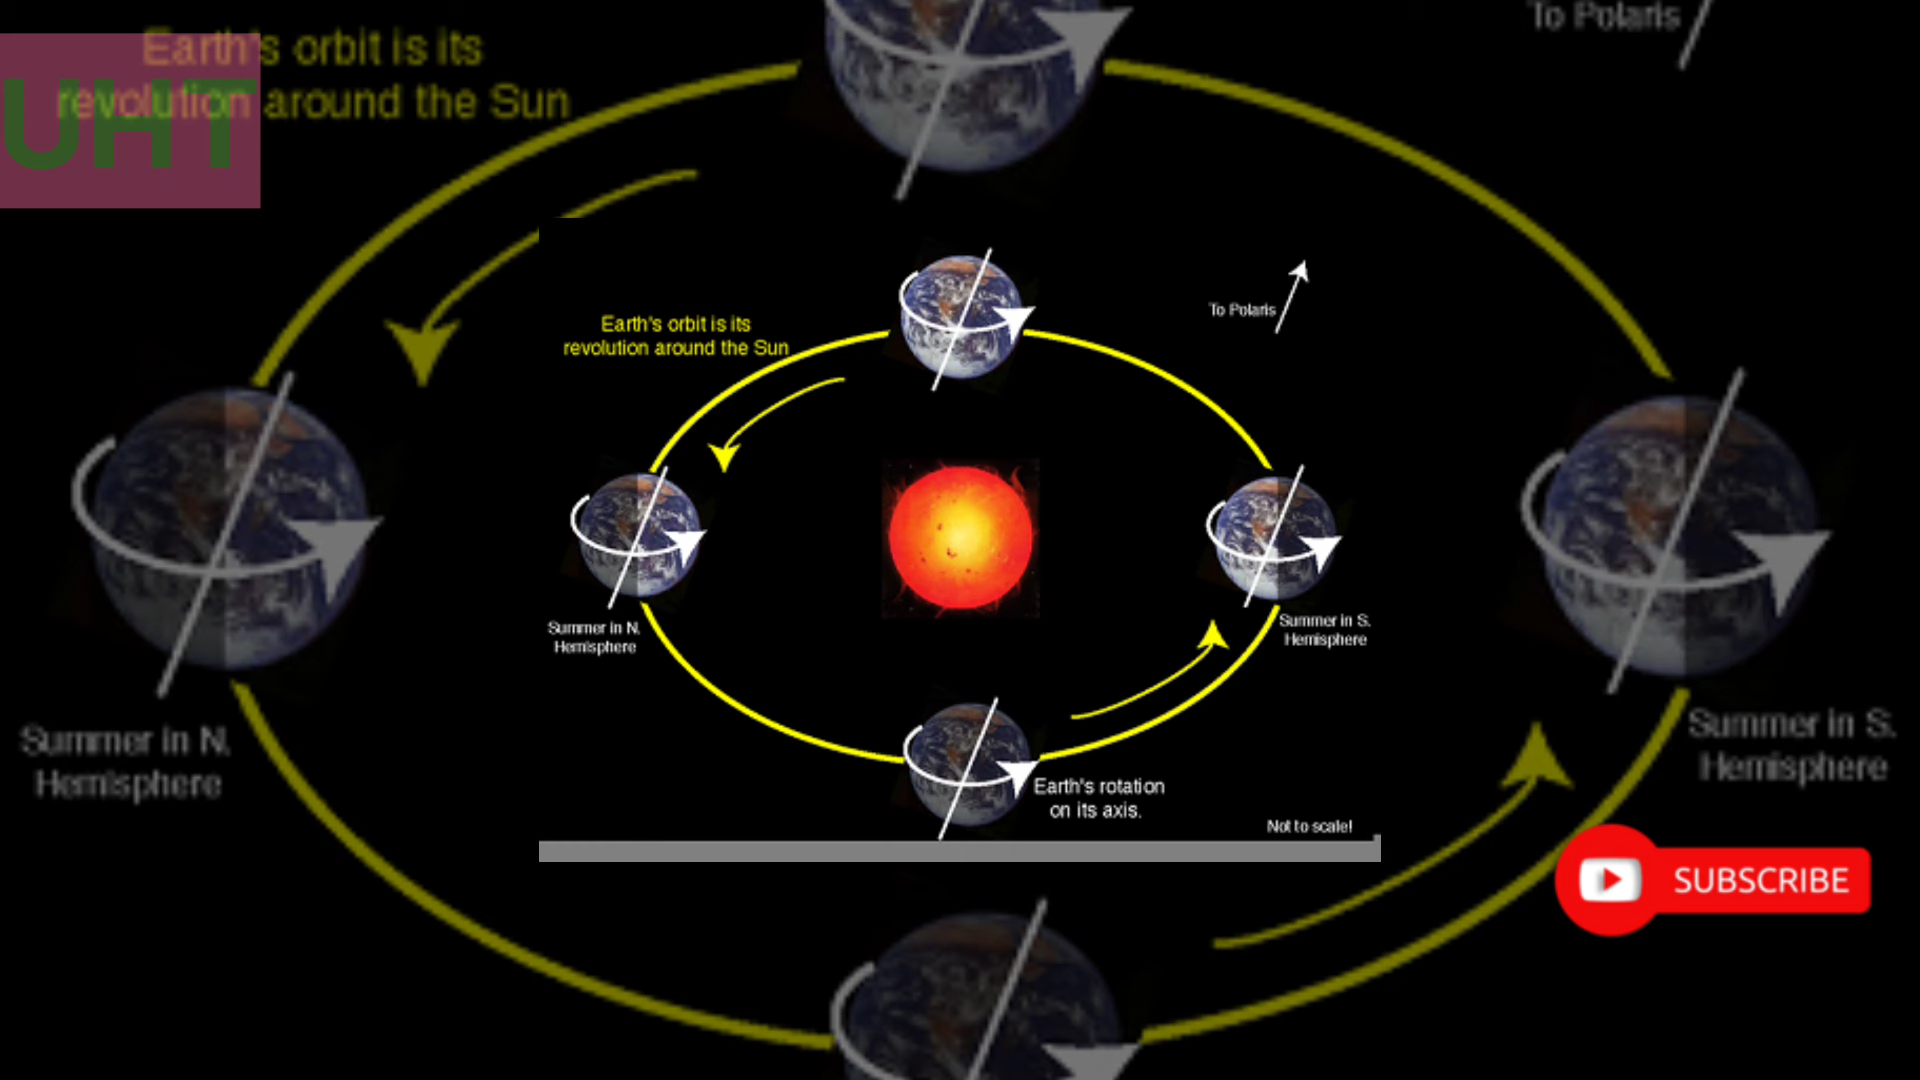 To Polaris
Earth's orbit is its
revolution around the Sun
UHT
To Polaris
Earth's orbit is its
revolution around the Sun
Summer in N.
Hemisphere
Summer in S.
Hemisphere
Summer in N.
Hemisphere
Summer in S.
Hemisphere
Earth's rotation
on its axis.
Not to scale!
SUBSCRIBE